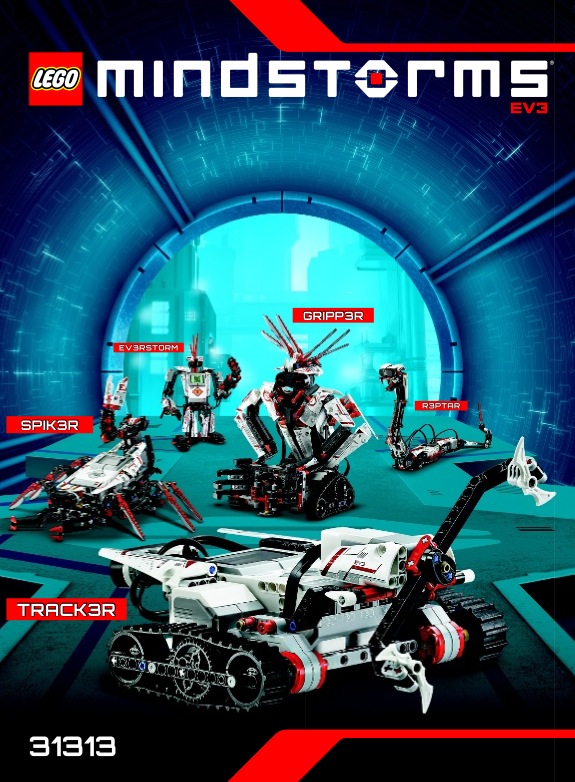 LEGO mindstorms®
EV3
GRIPP3R
EV3RSTORM
R3PTAR
SPIK3R
TRACK3R
31313